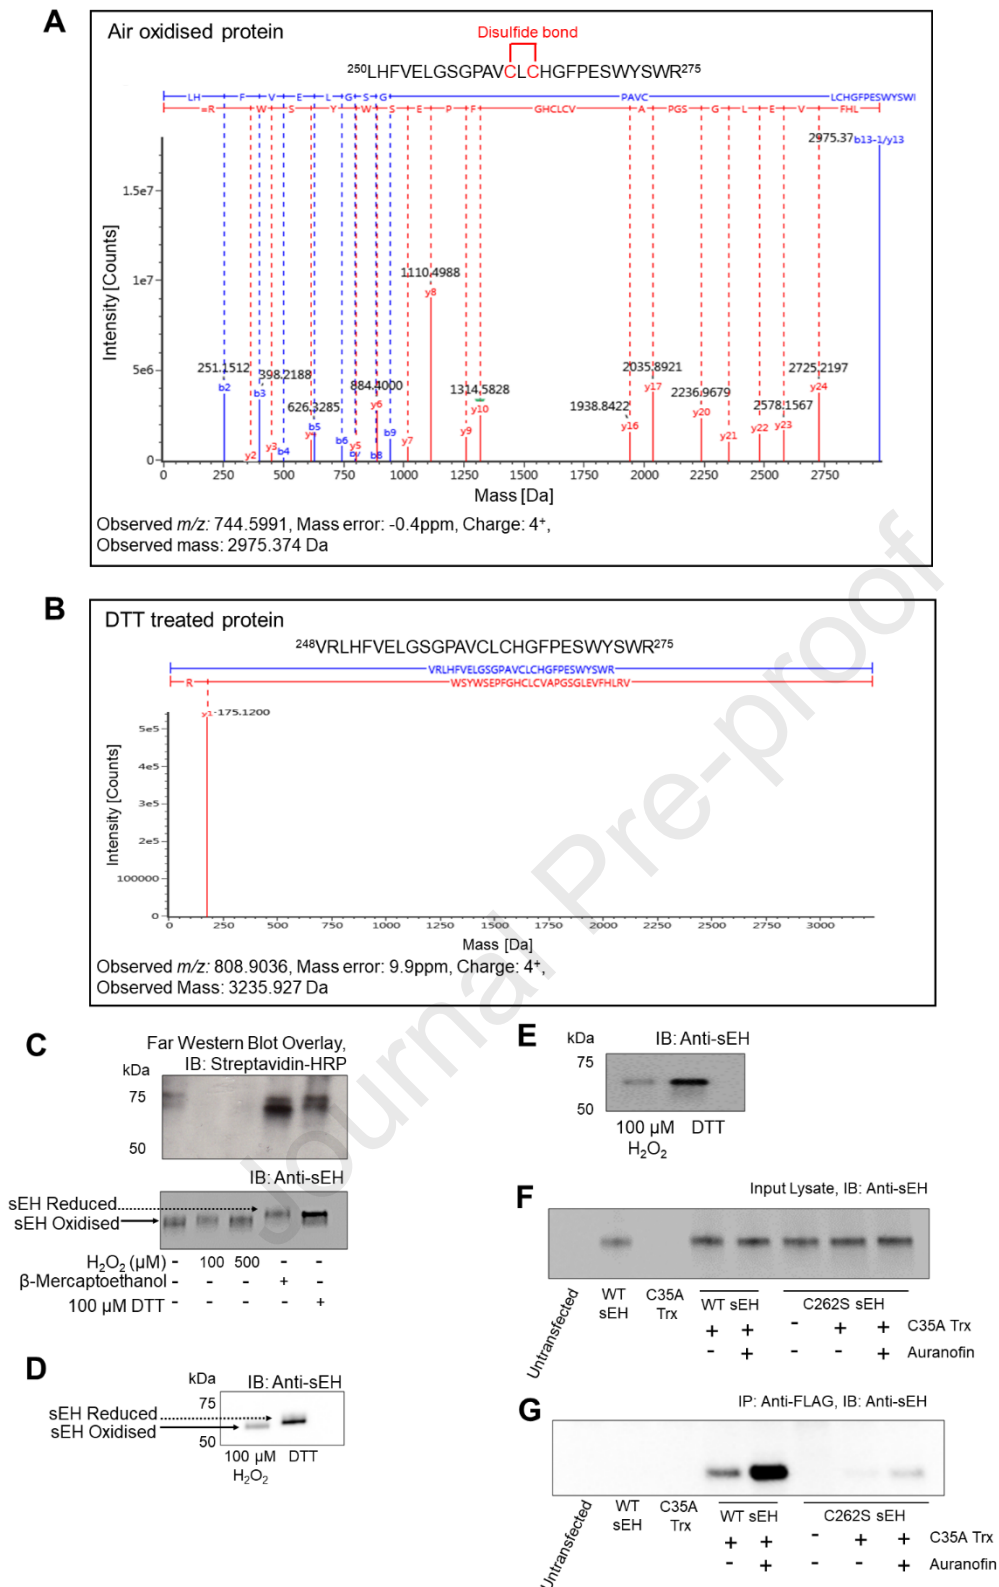 A
Air oxidised protein
Disulfide bond
250LHFVELGSGPAVCLCHGFPESWYSWR275
LH F V E L G S G PAVC LCHGFPESWYSWI
=R W S Y W S E P F GHCLCV A PGS G L E V FHL
2975.37 b13-1/y13
1.5e7
1e7
5e6
0
Intensity [Counts]
1110.4988
y8
251.1512
b2
398.2188
b3
626.3285
b5
884.4000
y6
1314.5828
y10
1938.8422
y16
2035.8921
y17
2236.9679
y20
2578.1567
y23
2725.2197
y24
y2 y3 b4 b6 y5 b8 b9 y7 y9 y21 y22
0 250 500 750 1000 1250 1500 1750 2000 2250 2500 2750
Mass [Da]
Observed m/z: 744.5991, Mass error: -0.4ppm, Charge: 4+,
Observed mass: 2975.374 Da
B
DTT treated protein
248VRLHFVELGSGPAVCLCHGFPESWYSWR275
VRLHFVELGSGPAVCLCHGFPESWYSWR
R WSYWSEPFGHCLCVAPGSGLEVFHLRV
y1-175.1200
5e5
4e5
3e5
2e5
100000
0
Intensity [Counts]
0 250 500 750 1000 1250 1500 1750 2000 2250 2500 2750 3000
Mass [Da]
Observed m/z: 808.9036, Mass error: 9.9ppm, Charge: 4+,
Observed Mass: 3235.927 Da
Journal Pre-proof
C
Far Western Blot Overlay,
IB: Streptavidin-HRP
kDa
75
50
IB: Anti-sEH
sEH Reduced
sEH Oxidised
H2O2 (µM) - 100 500 - -
β-Mercaptoethanol - - - + -
100 µM DTT - - - - +
D
kDa
IB: Anti-sEH
75
sEH Reduced
sEH Oxidised
50
100 µM DTT
H2O2
E
kDa
IB: Anti-sEH
75
50
100 µM DTT
H2O2
F
Input Lysate, IB: Anti-sEH
Untransfected
WT sEH
C35A Trx
WT sEH
C262S sEH
+ + - + + C35A Trx
- + - + Auranofin
G
IP: Anti-FLAG, IB: Anti-sEH
Untransfected
WT sEH
C35A Trx
WT sEH
C262S sEH
+ + - + + C35A Trx
- + - - + Auranofin